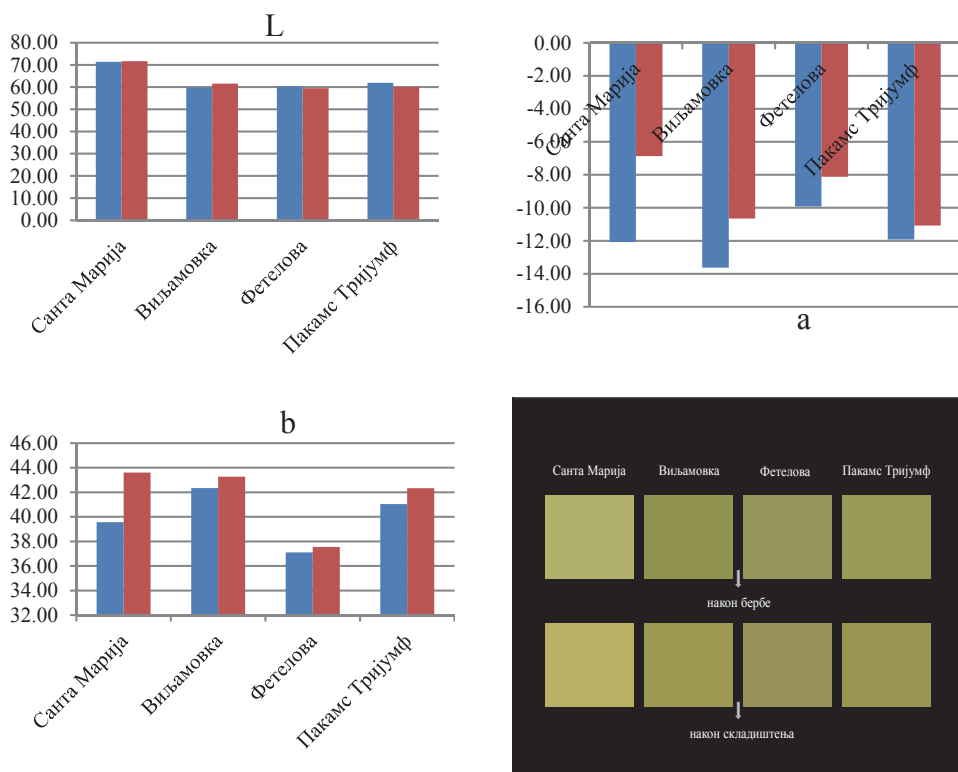 L
80.00
70.00
60.00
50.00
40.00
30.00
20.00
10.00
0.00
Санта Марија
Виљамовка
Фетелова
Пакамс Тријумф
0.00
-2.00
-4.00
-6.00
-8.00
-10.00
-12.00
-14.00
-16.00
Санта Марија
Виљамовка
Фетелова
Пакамс Тријумф
a
b
46.00
44.00
42.00
40.00
38.00
36.00
34.00
32.00
Санта Марија
Виљамовка
Фетелова
Пакамс Тријумф
Санта Марија Виљамовка Фетелова Пакамс Тријумф
након бербе
након складиштења